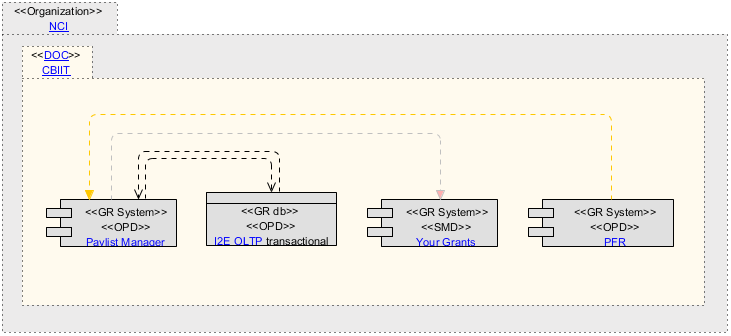 <<Organization>>
NCI
<<DOC>>
CBIIT
<<GR System>>
<<OPD>>
Paylist Manager
<<GR db>>
<<OPD>>
I2E OLTP transactional
<<GR System>>
<<SMD>>
Your Grants
<<GR System>>
<<OPD>>
PFR